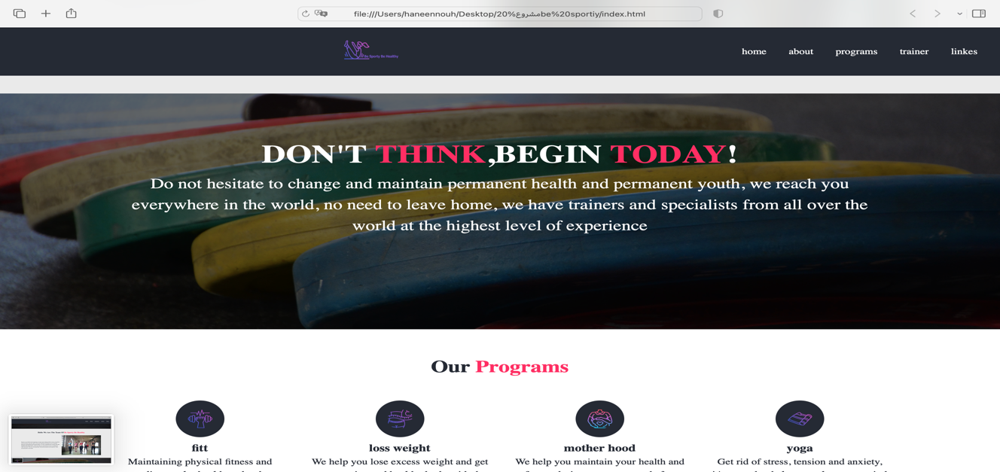 file:///Users/haneennouh/Desktop/20%مشروعbe%20sportiy/index.html
Be Sporty Be Healthy
home about programs trainer linkes
DON'T THINK,BEGIN TODAY!
Do not hesitate to change and maintain permanent health and permanent youth, we reach you
everywhere in the world, no need to leave home, we have trainers and specialists from all over the
world at the highest level of experience
Our Programs
fitt
Maintaining physical fitness and
loss weight
We help you lose excess weight and get
mother hood
We help you maintain your health and
yoga
Get rid of stress, tension and anxiety,